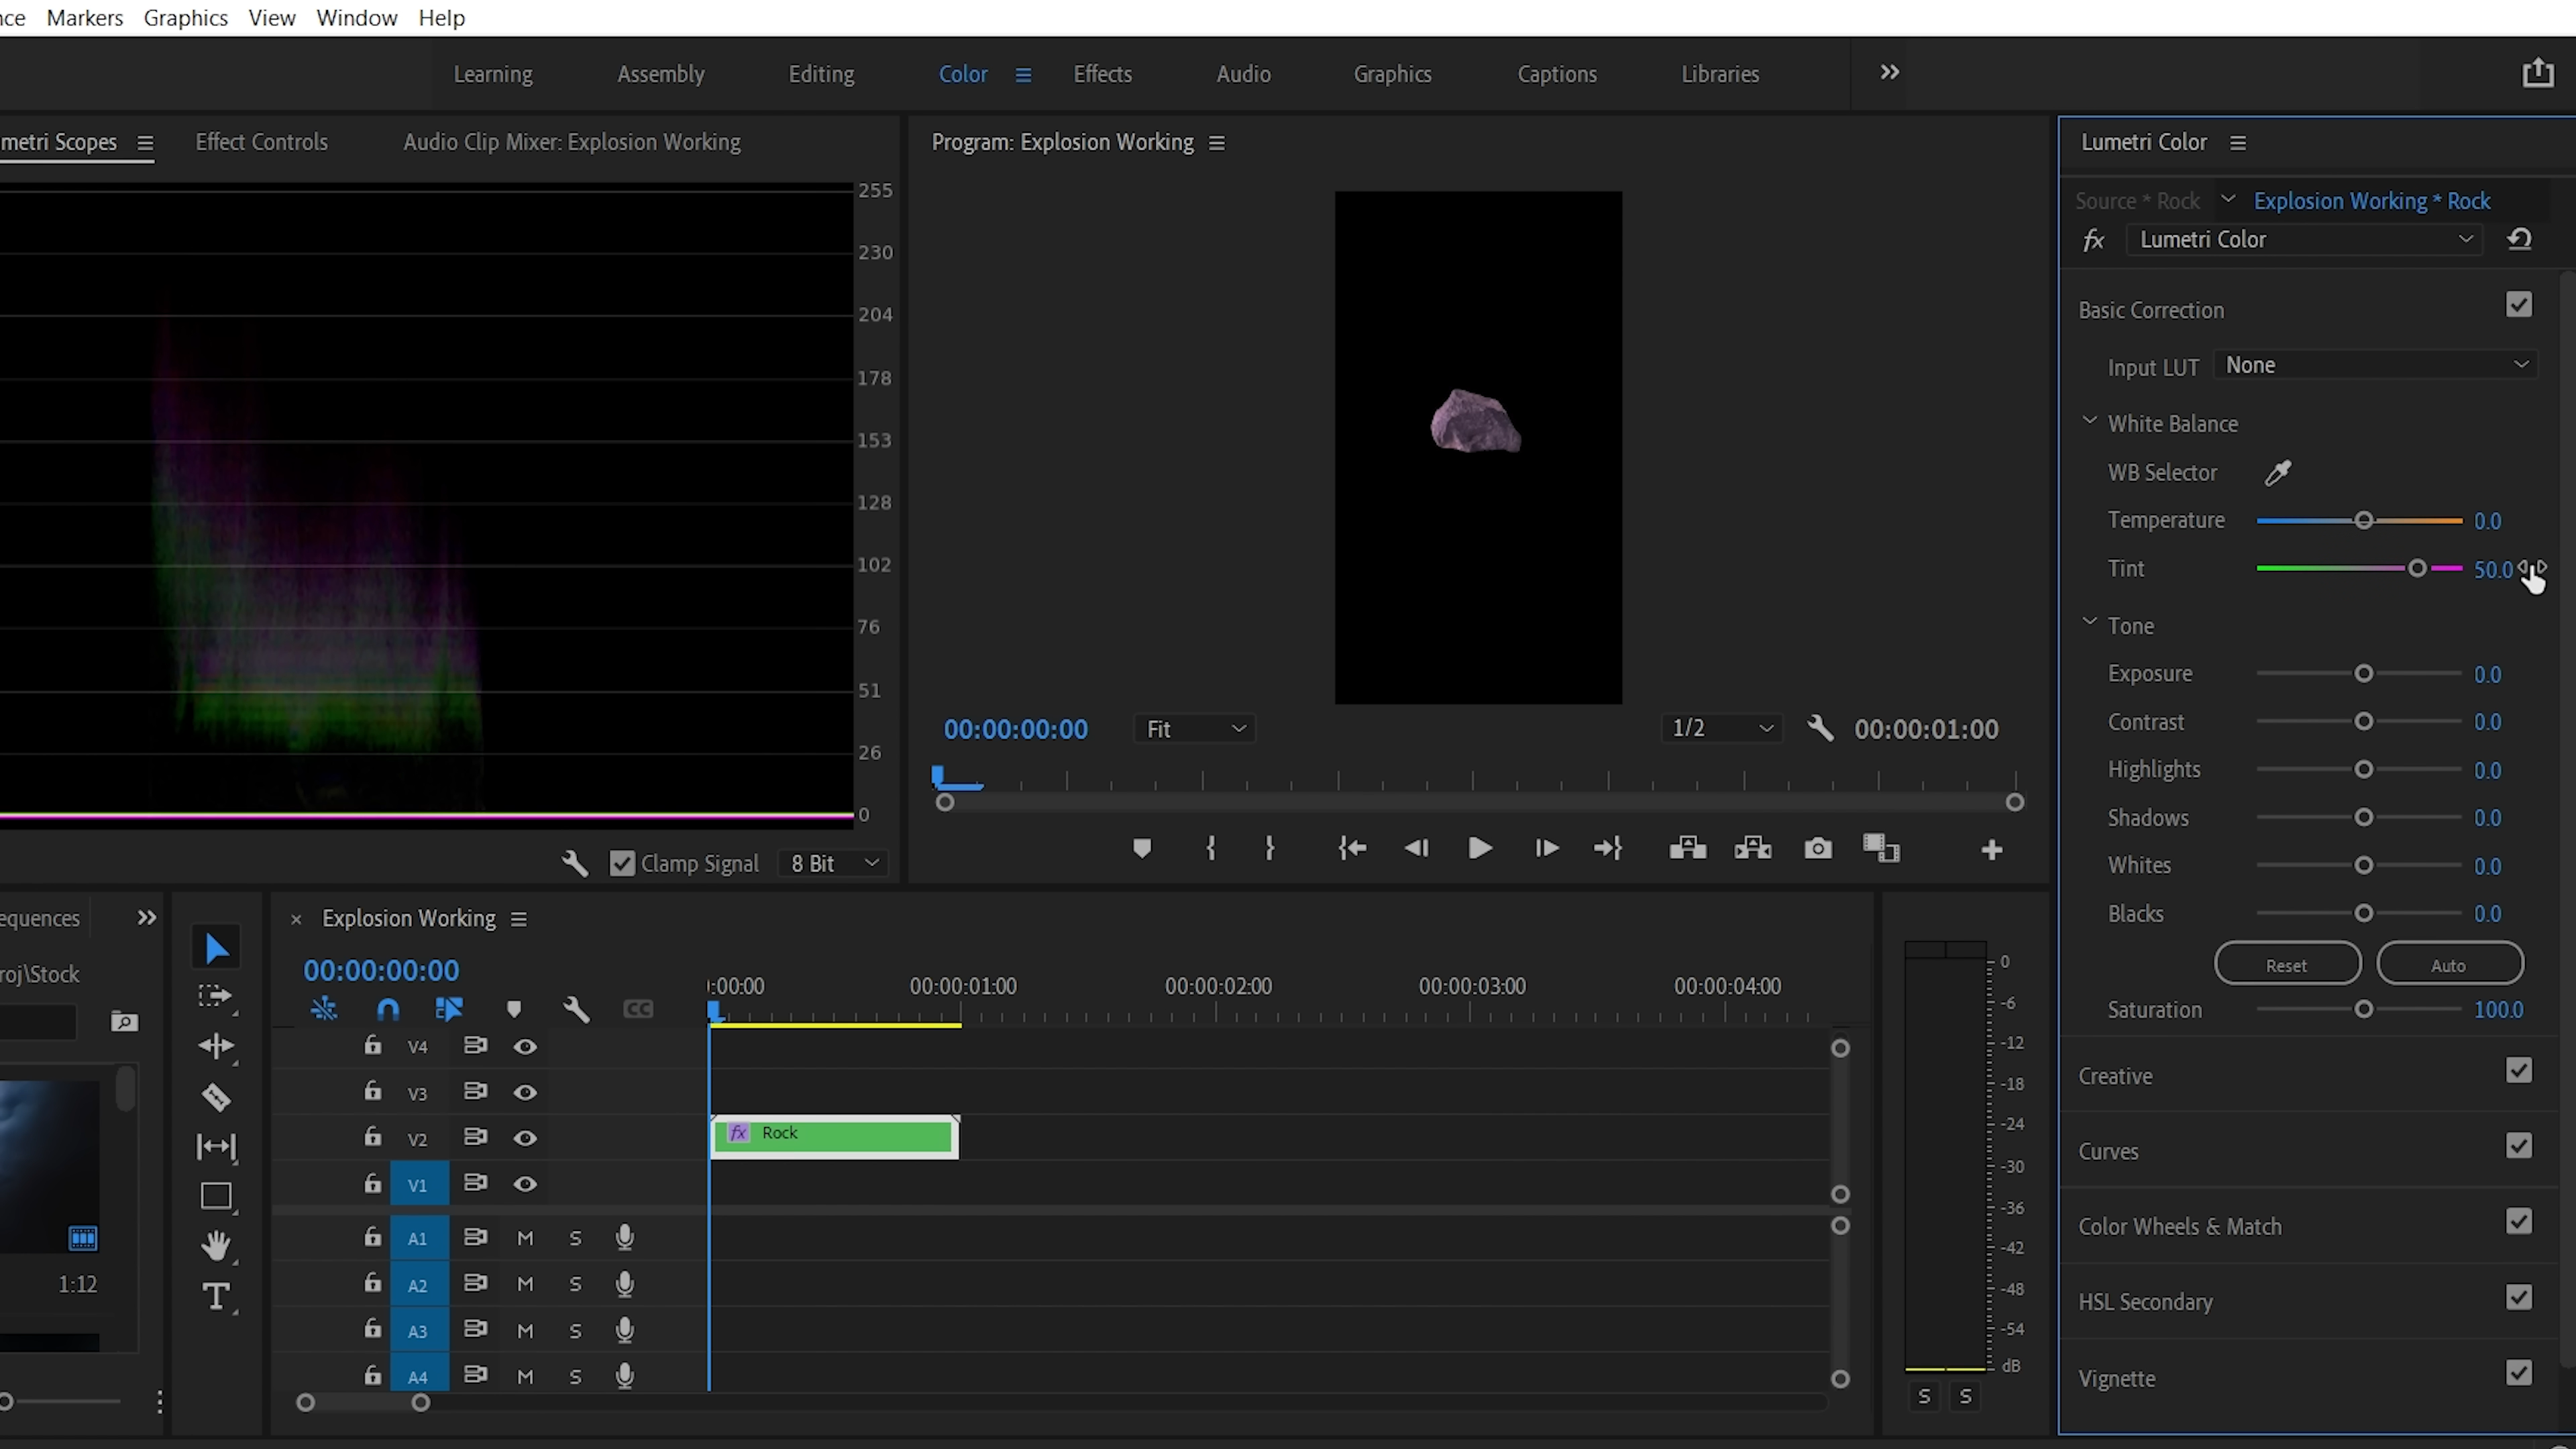 nce Markers Graphics View Window Help
Learning Assembly Editing Color Effects Audio Graphics Captions Libraries
metri Scopes Effect Controls Audio Clip Mixer: Explosion Working
255
230
204
178
153
128
102
76
51
26
0
Clamp Signal 8 Bit
Program: Explosion Working
00:00:00:00 Fit 1/2 00:00:01:00
Lumetri Color
Source * Rock Explosion Working * Rock
fx Lumetri Color
Basic Correction
Input LUT None
White Balance
WB Selector
Temperature 0.0
Tint 50.0
Tone
Exposure 0.0
Contrast 0.0
Highlights 0.0
Shadows 0.0
Whites 0.0
Blacks 0.0
Reset Auto
Saturation 100.0
Creative
Curves
Color Wheels & Match
HSL Secondary
Vignette
equences
roj\Stock
1:12
T
× Explosion Working
00:00:00:00
:00:00 00:00:01:00 00:00:02:00 00:00:03:00 00:00:04:00
CC
V4
V3
V2 fx Rock
V1
A1 M S
A2 M S
A3 M S
A4 M S
0
-6
-12
-18
-24
-30
-36
-42
-48
-54
dB
S S